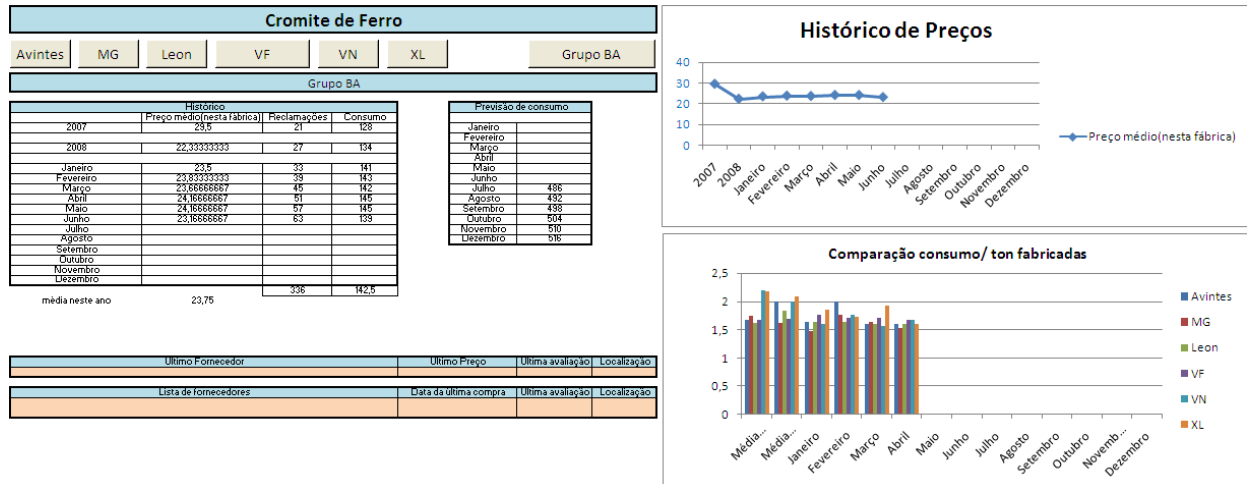 Cromite de Ferro
Avintes MG Leon VF VN XL Grupo BA
Grupo BA
Histórico
Preço médio(nesta fábrica) Reclamações Consumo
2007 29,5 21 128
2008 22,33333333 27 134
Janeiro 23,5 33 141
Fevereiro 23,83333333 39 143
Março 23,66666667 45 142
Abril 24,16666667 51 145
Maio 24,16666667 57 145
Junho 23,16666667 63 139
Julho
Agosto
Setembro
Outubro
Novembro
Dezembro
336 142,5
média neste ano 23,75
Previsão de consumo
Janeiro
Fevereiro
Março
Abril
Maio
Junho
Julho 486
Agosto 492
Setembro 498
Outubro 504
Novembro 510
Dezembro 516
Último Fornecedor Último Preço Última avaliação Localização
Lista de fornecedores Data da última compra Última avaliação Localização
Histórico de Preços
40
30
20
10
0
2007 2008 Janeiro Fevereiro Março Abril Maio Junho Julho Agosto Setembro Outubro Novembro Dezembro
Preço médio(nesta fábrica)
Comparação consumo/ ton fabricadas
2,5
2
1,5
1
0,5
0
Média... Média... Janeiro Fevereiro Março Abril Maio Junho Julho Agosto Setembro Outubro Novemb... Dezembro
Avintes
MG
Leon
VF
VN
XL